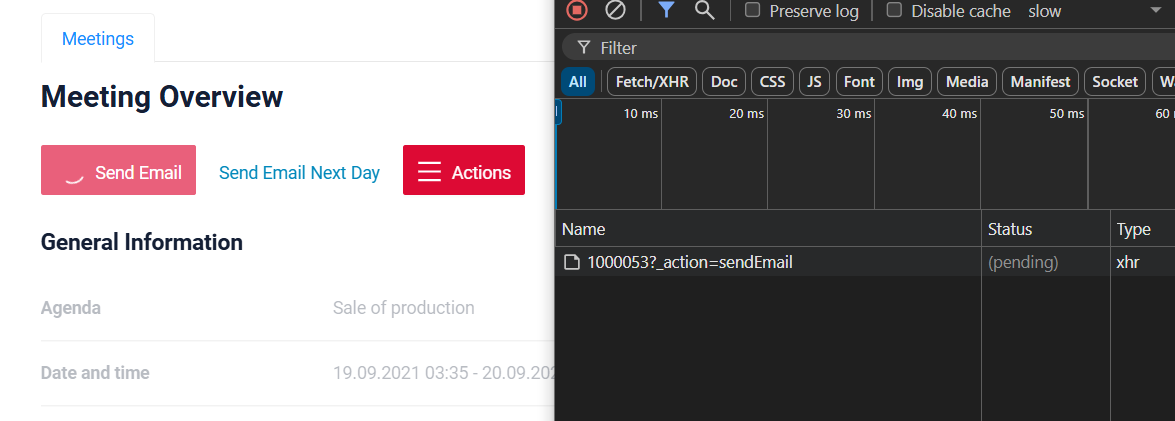 Meetings
Meeting Overview
Send Email
Send Email Next Day
Actions
General Information
Agenda
Sale of production
Date and time
19.09.2021 03:35 - 20.09.202
Preserve log
Disable cache
slow
Filter
All
Fetch/XHR
Doc
CSS
JS
Font
Img
Media
Manifest
Socket
10 ms
20 ms
30 ms
40 ms
50 ms
60
Name
Status
Type
1000053?_action=sendEmail
(pending)
xhr